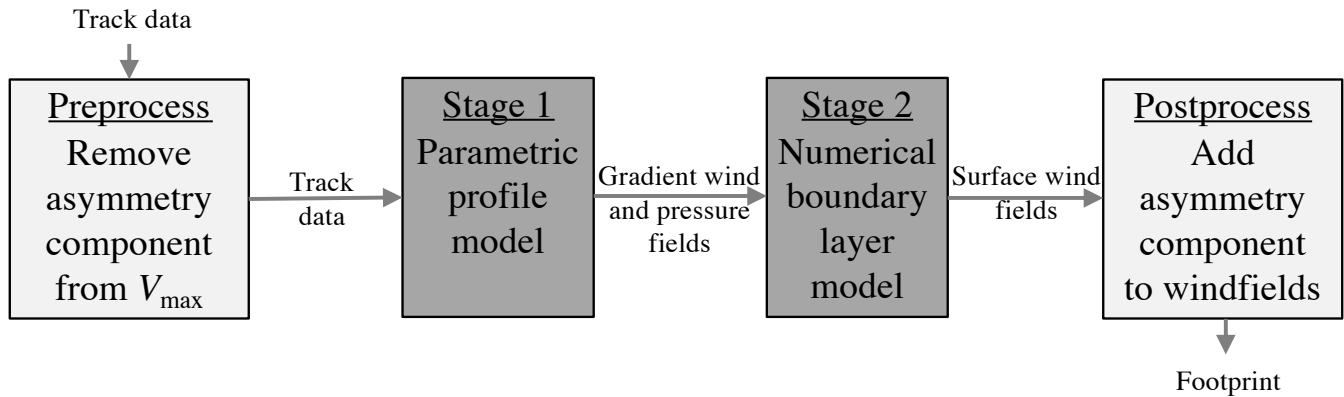 Track data
Preprocess
Remove
asymmetry
component
from Vmax
Track
data
Stage 1
Parametric
profile
model
Gradient wind
and pressure
fields
Stage 2
Numerical
boundary
layer
model
Surface wind
fields
Postprocess
Add
asymmetry
component
to windfields
Footprint